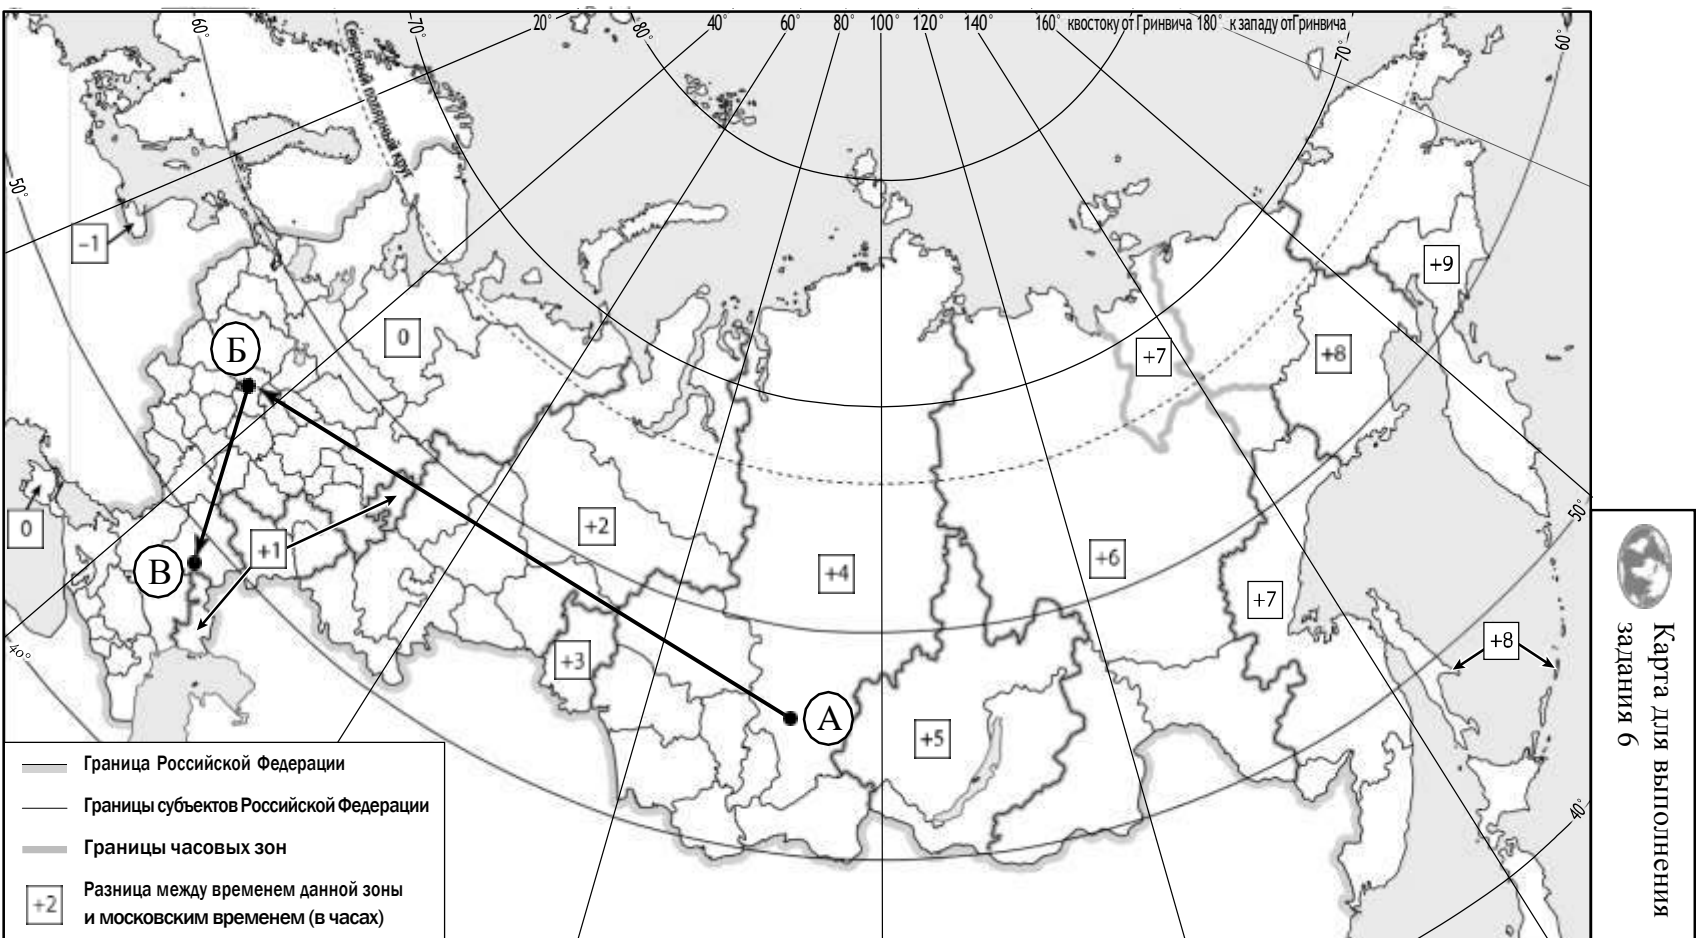 60°
Северный полярный круг
70°
20°
80°
40°
60°
80°
100°
120°
140°
160°
к востоку от Гринвича 180° к западу от Гринвича
70°
60°
50°
-1
+9
0
Б
+7
+8
0
+1
+2
+4
+6
+7
50°
В
+8
40°
+3
А
+5
40°
Граница Российской Федерации
Границы субъектов Российской Федерации
Границы часовых зон
+2
Разница между временем данной зоны
и московским временем (в часах)
Карта для выполнения
задания 6